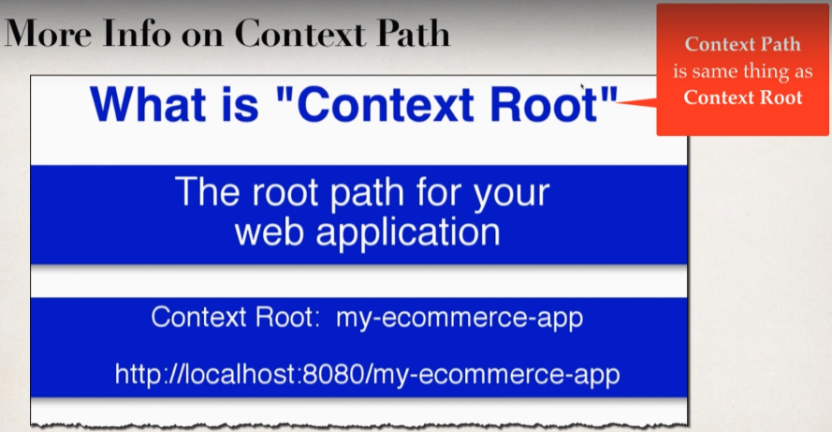 More Info on Context Path
Context Path
is same thing as
Context Root
What is "Context Root"
The root path for your
web application
Context Root: my-ecommerce-app
http://localhost:8080/my-ecommerce-app